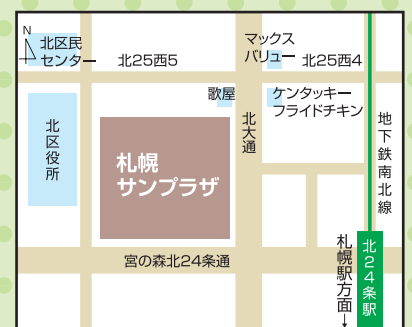 N
北区民
センター
北25西5
マックス
バリュー
北25西4
歌屋
ケンタッキー
フライドチキン
北区役所
北大通
地下鉄南北線
札幌
サンプラザ
宮の森北24条通
札幌駅方面→
北24条駅